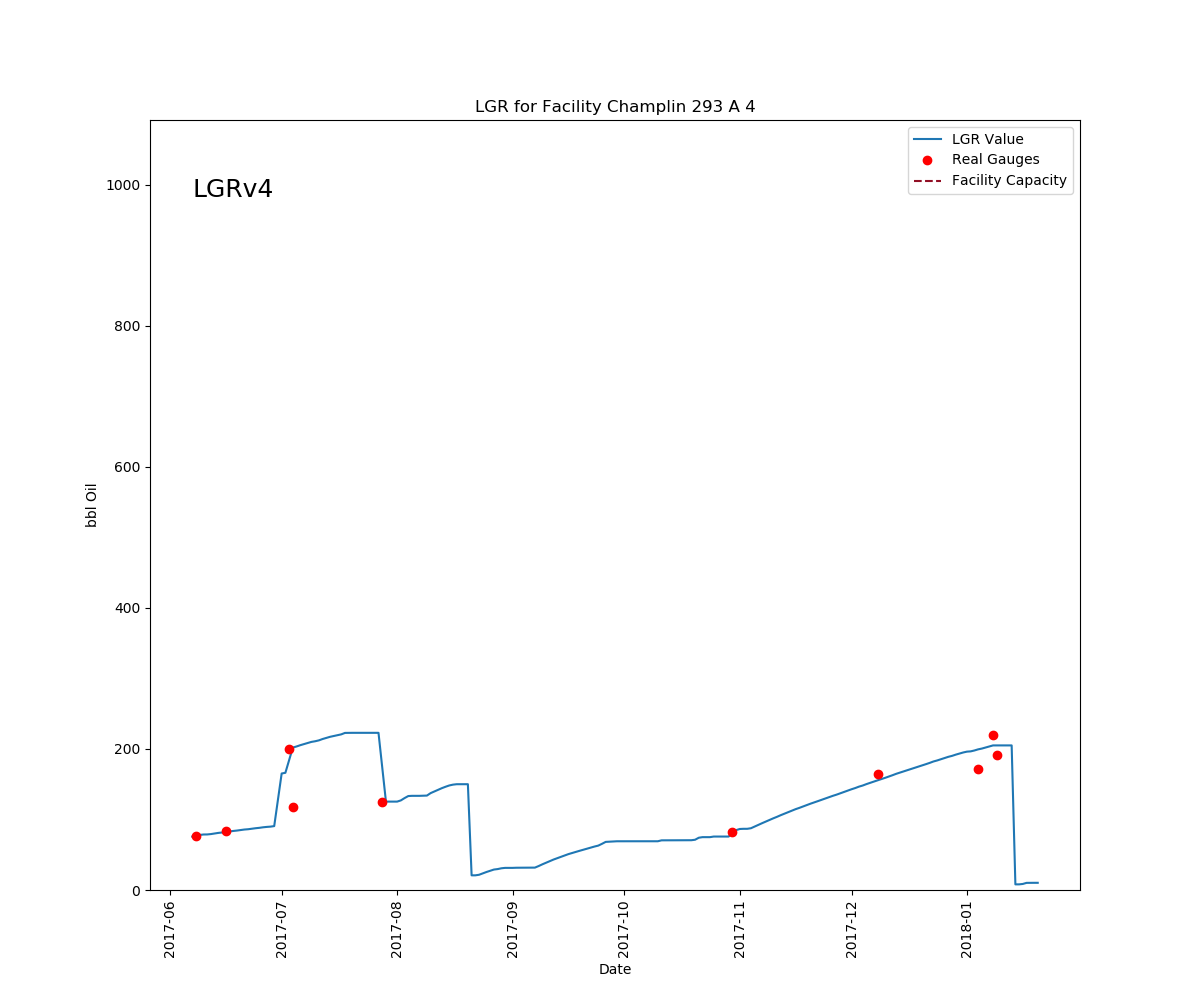 LGR for Facility Champlin 293 A 4
LGR Value
Real Gauges
Facility Capacity
LGRv4
1000
800
600
400
200
0
bbl Oil
2017-06
2017-07
2017-08
2017-09
2017-10
2017-11
2017-12
2018-01
Date